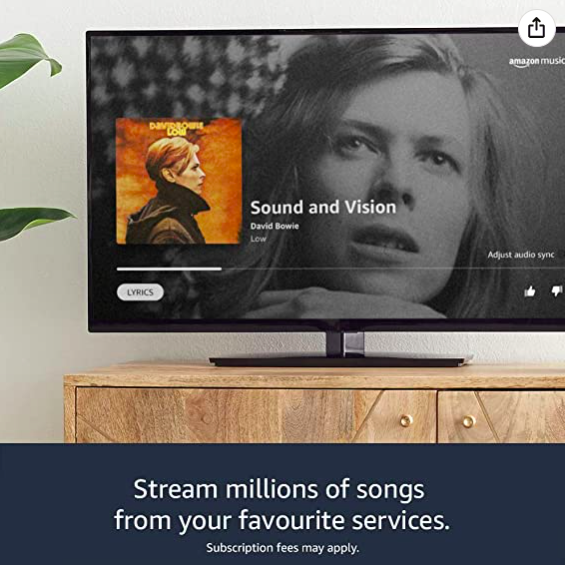 amazon music
DAVID BOWIE
LOW
Sound and Vision
David Bowie
Low
Adjust audio sync
LYRICS
Stream millions of songs
from your favourite services.
Subscription fees may apply.